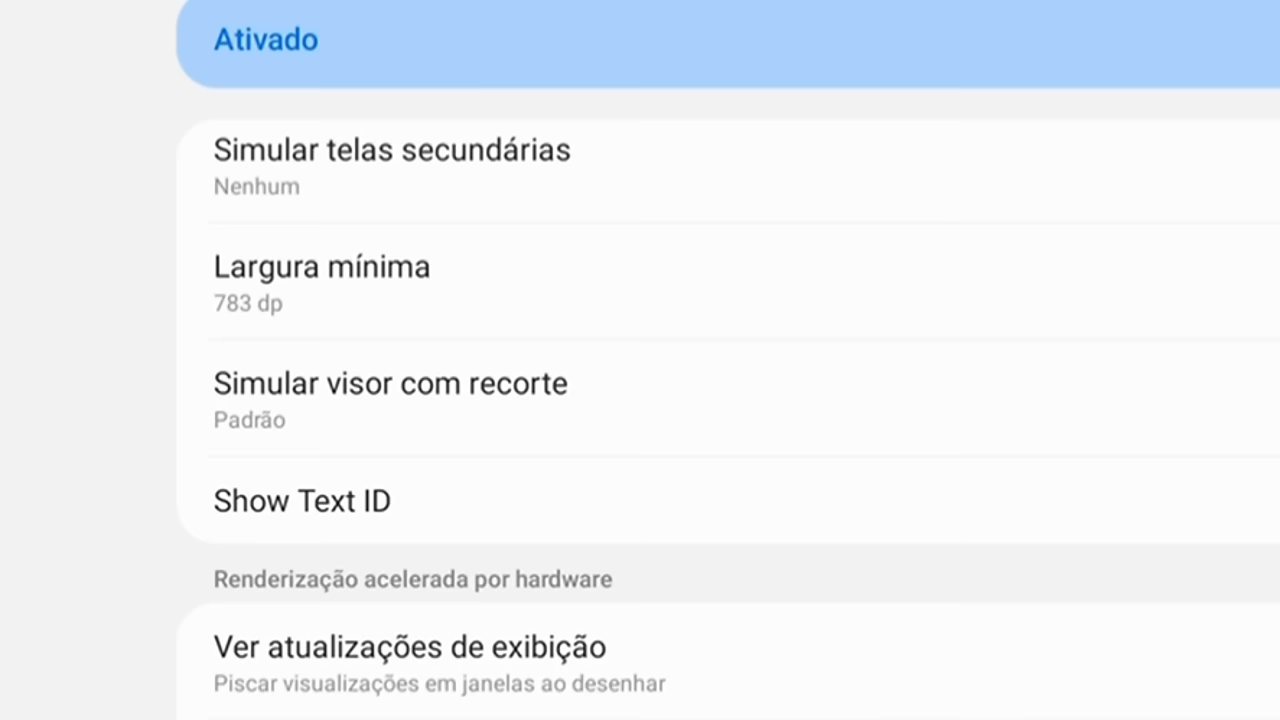 Ativado
Simular telas secundárias
Nenhum
Largura mínima
783 dp
Simular visor com recorte
Padrão
Show Text ID
Renderização acelerada por hardware
Ver atualizações de exibição
Piscar visualizações em janelas ao desenhar